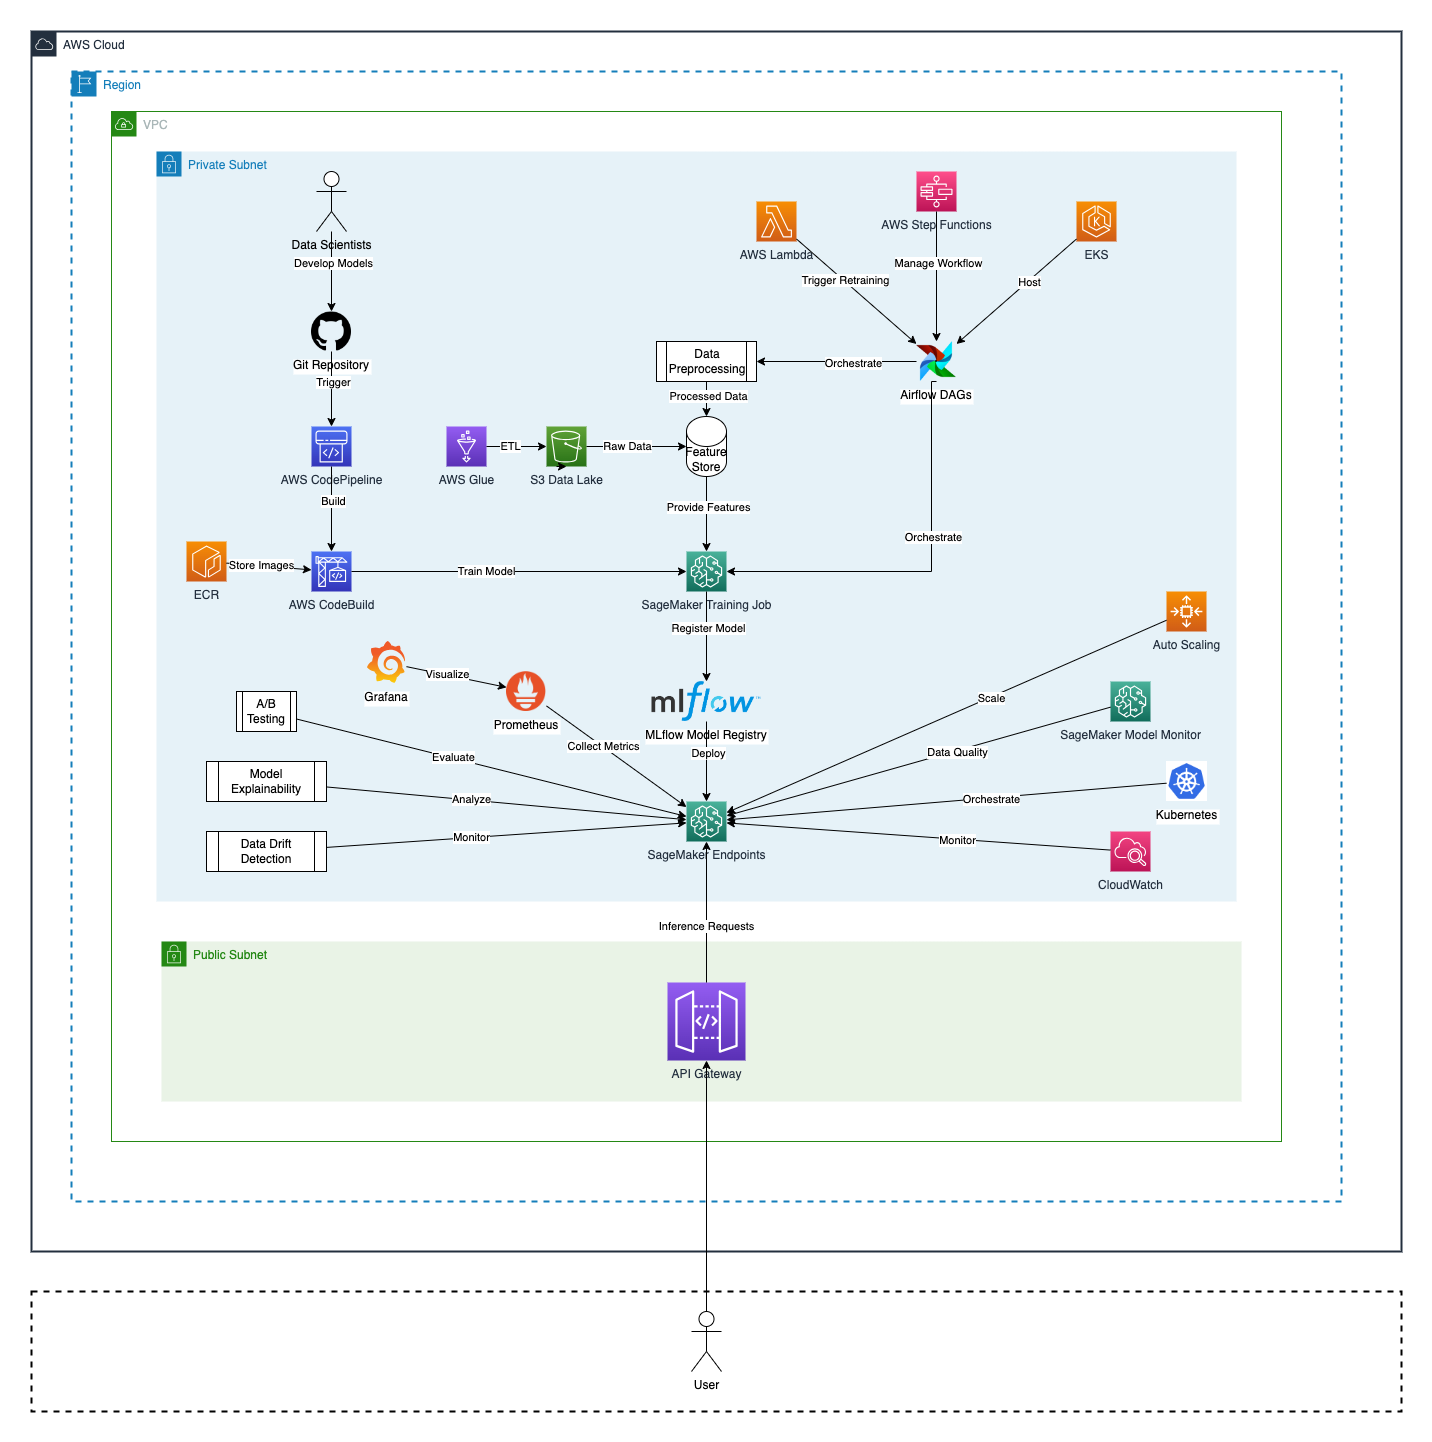 AWS Cloud
Region
VPC
Private Subnet
Data Scientists
Develop Models
AWS Step Functions
AWS Lambda
EKS
Manage Workflow
Trigger Retraining
Host
Git Repository
Trigger
Data
Preprocessing
Orchestrate
Airflow DAGs
Processed Data
ETL
Raw Data
Feature
Store
AWS CodePipeline
AWS Glue
S3 Data Lake
Build
Provide Features
Orchestrate
Store Images
Train Model
ECR
AWS CodeBuild
SageMaker Training Job
Register Model
Auto Scaling
Visualize
Grafana
Prometheus
mlflow™
MLflow Model Registry
Deploy
A/B
Testing
Collect Metrics
Scale
SageMaker Model Monitor
Evaluate
Data Quality
Model
Explainability
Analyze
Orchestrate
Kubernetes
Data Drift
Detection
Monitor
Monitor
SageMaker Endpoints
CloudWatch
Inference Requests
Public Subnet
API Gateway
User